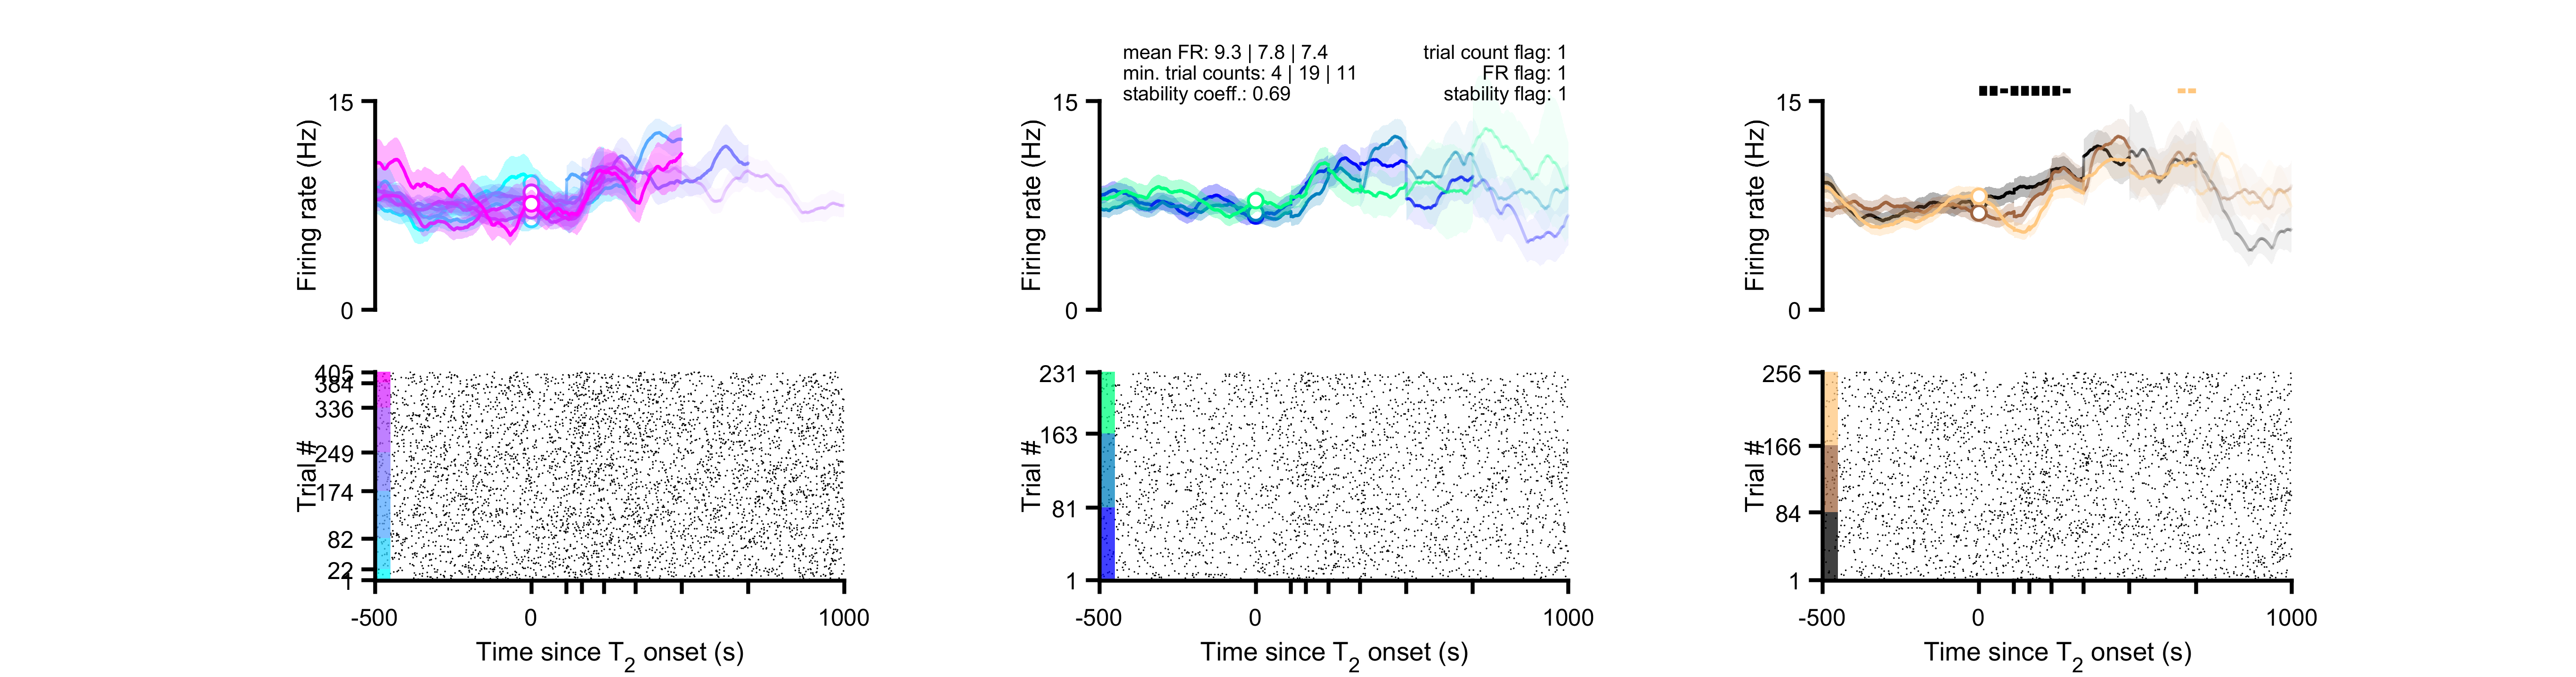 mean FR: 9.3 | 7.8 | 7.4
min. trial counts: 4 | 19 | 11
stability coeff.: 0.69
trial count flag: 1
FR flag: 1
stability flag: 1
15
Firing rate (Hz)
0
15
Firing rate (Hz)
0
15
Firing rate (Hz)
0
405
384
336
249
174
82
22
1
Trial #
-500
0
1000
Time since T2 onset (s)
231
163
81
1
Trial #
-500
0
1000
Time since T2 onset (s)
256
166
84
1
Trial #
-500
0
1000
Time since T2 onset (s)